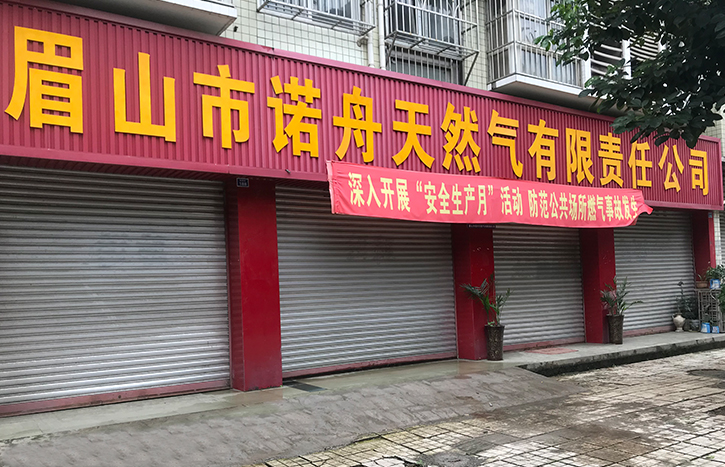 眉山市诺舟天然气有限责任公司
深入开展“安全生产月”活动 防范公共场所燃气事故发生